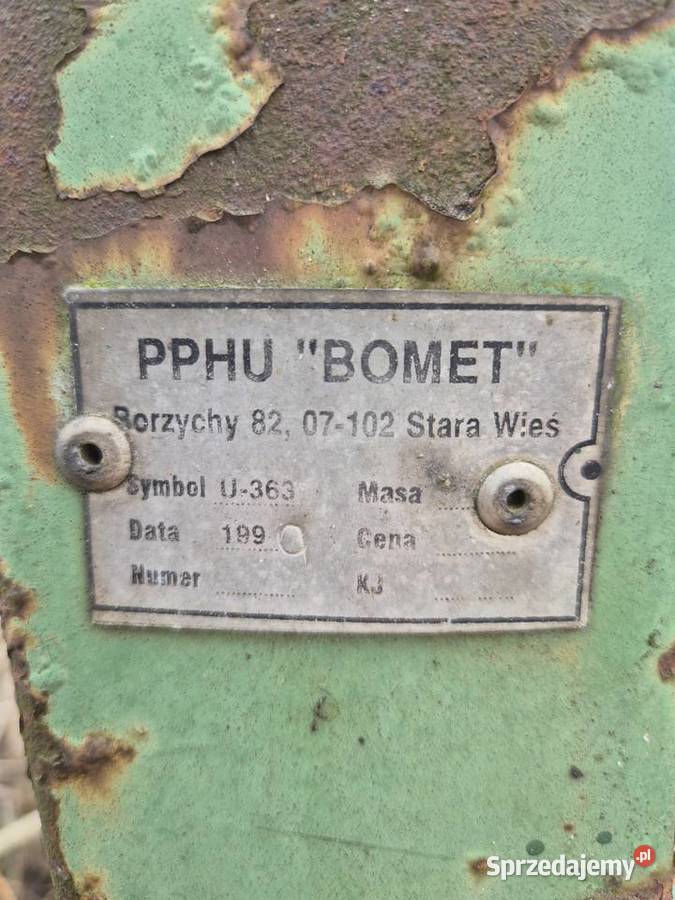 PPHU "BOMET"
Borzychy 82, 07-102 Stara Wieś
Symbol U-363 Masa
Data 199 Cena
Numer KJ
Sprzedajemy.pl